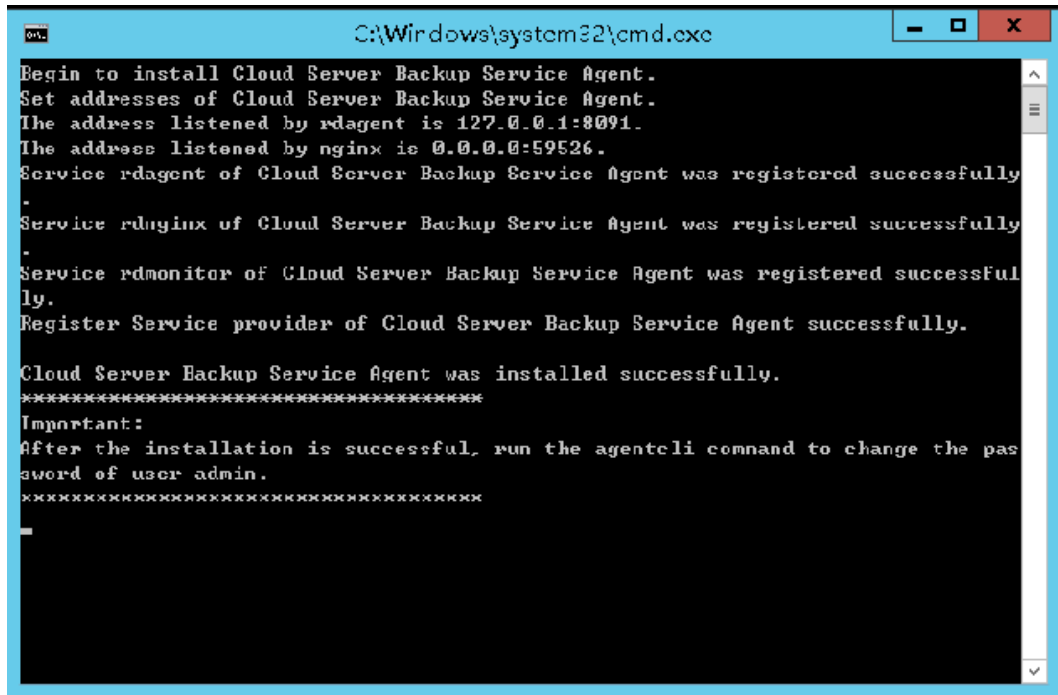 C:\Windows\system32\cmd.exe
Begin to install Cloud Server Backup Service Agent.
Set addresses of Cloud Server Backup Service Agent.
The address listened by rdagent is 127.0.0.1:8091.
The address listened by nginx is 0.0.0.0:59526.
Service rdagent of Cloud Server Backup Service Agent was registered successfully
.
Service rdnginx of Cloud Server Backup Service Agent was registered successfully
.
Service rdmonitor of Cloud Server Backup Service Agent was registered successful
ly.
Register Service provider of Cloud Server Backup Service Agent successfully.
Cloud Server Backup Service Agent was installed successfully.
*************************************
Important:
After the installation is successful, run the agentcli command to change the pas
sword of user admin.
*************************************